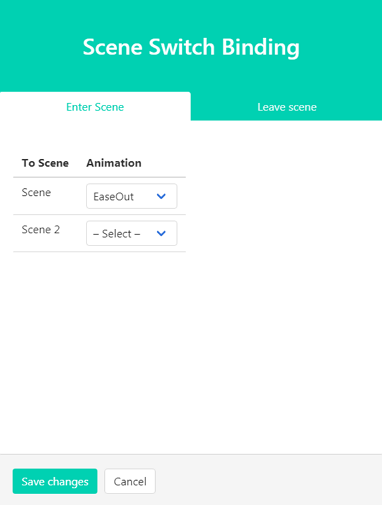 Scene Switch Binding
Enter Scene Leave scene
To Scene Animation
Scene EaseOut
Scene 2 – Select –
Save changes Cancel